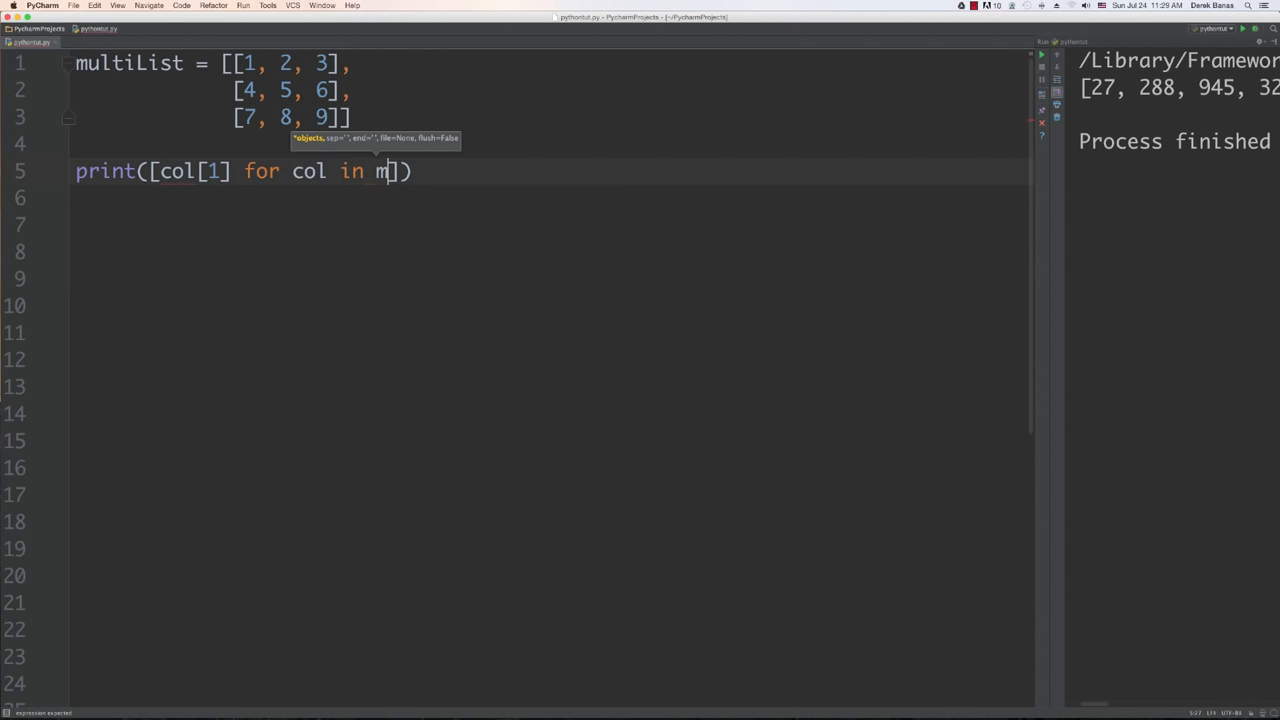 PyCharm File Edit View Navigate Code Refactor Run Tools VCS Window Help 10 Sun Jul 24 11:29 AM Derek Banas
pythontut.py - PycharmProjects - [~/PycharmProjects]
PycharmProjects pythontut.py pythontut
pythontut.py Run pythontut
1 multiList = [[1, 2, 3],
2 [4, 5, 6],
3 [7, 8, 9]]
*objects, sep=' ', end='', file=None, flush=False
4
5 print([col[1] for col in m])
6
7
8
9
10
11
12
13
14
15
16
17
18
19
20
21
22
23
24
/Library/Framework
[27, 288, 945, 32
Process finished
expression expected 5:27 LF÷ UTF-8÷